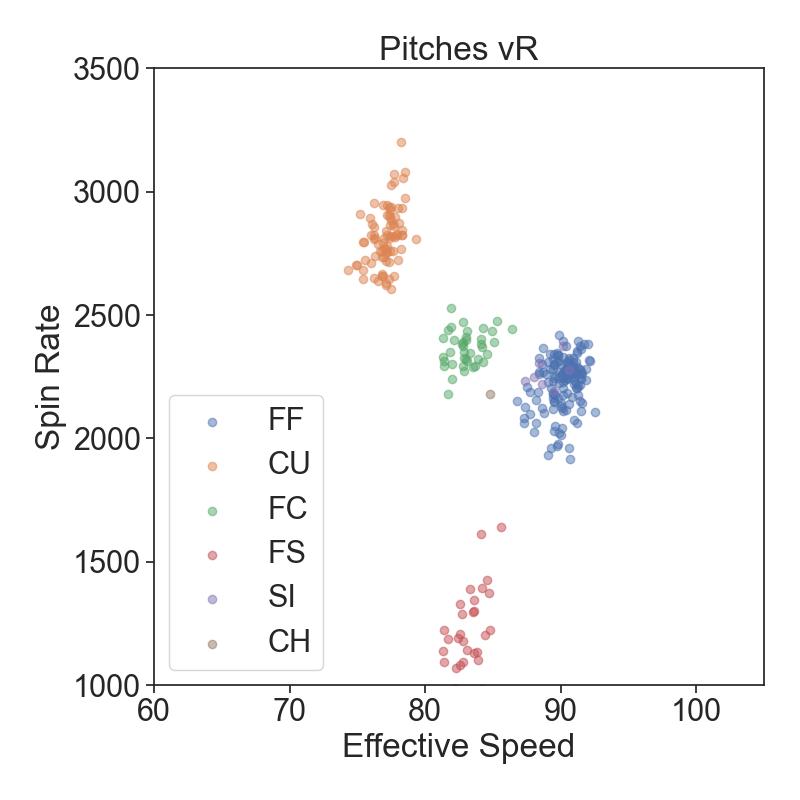 Pitches vR
3500
3000
2500
2000
1500
1000
Spin Rate
FF
CU
FC
FS
SI
CH
60 70 80 90 100
Effective Speed